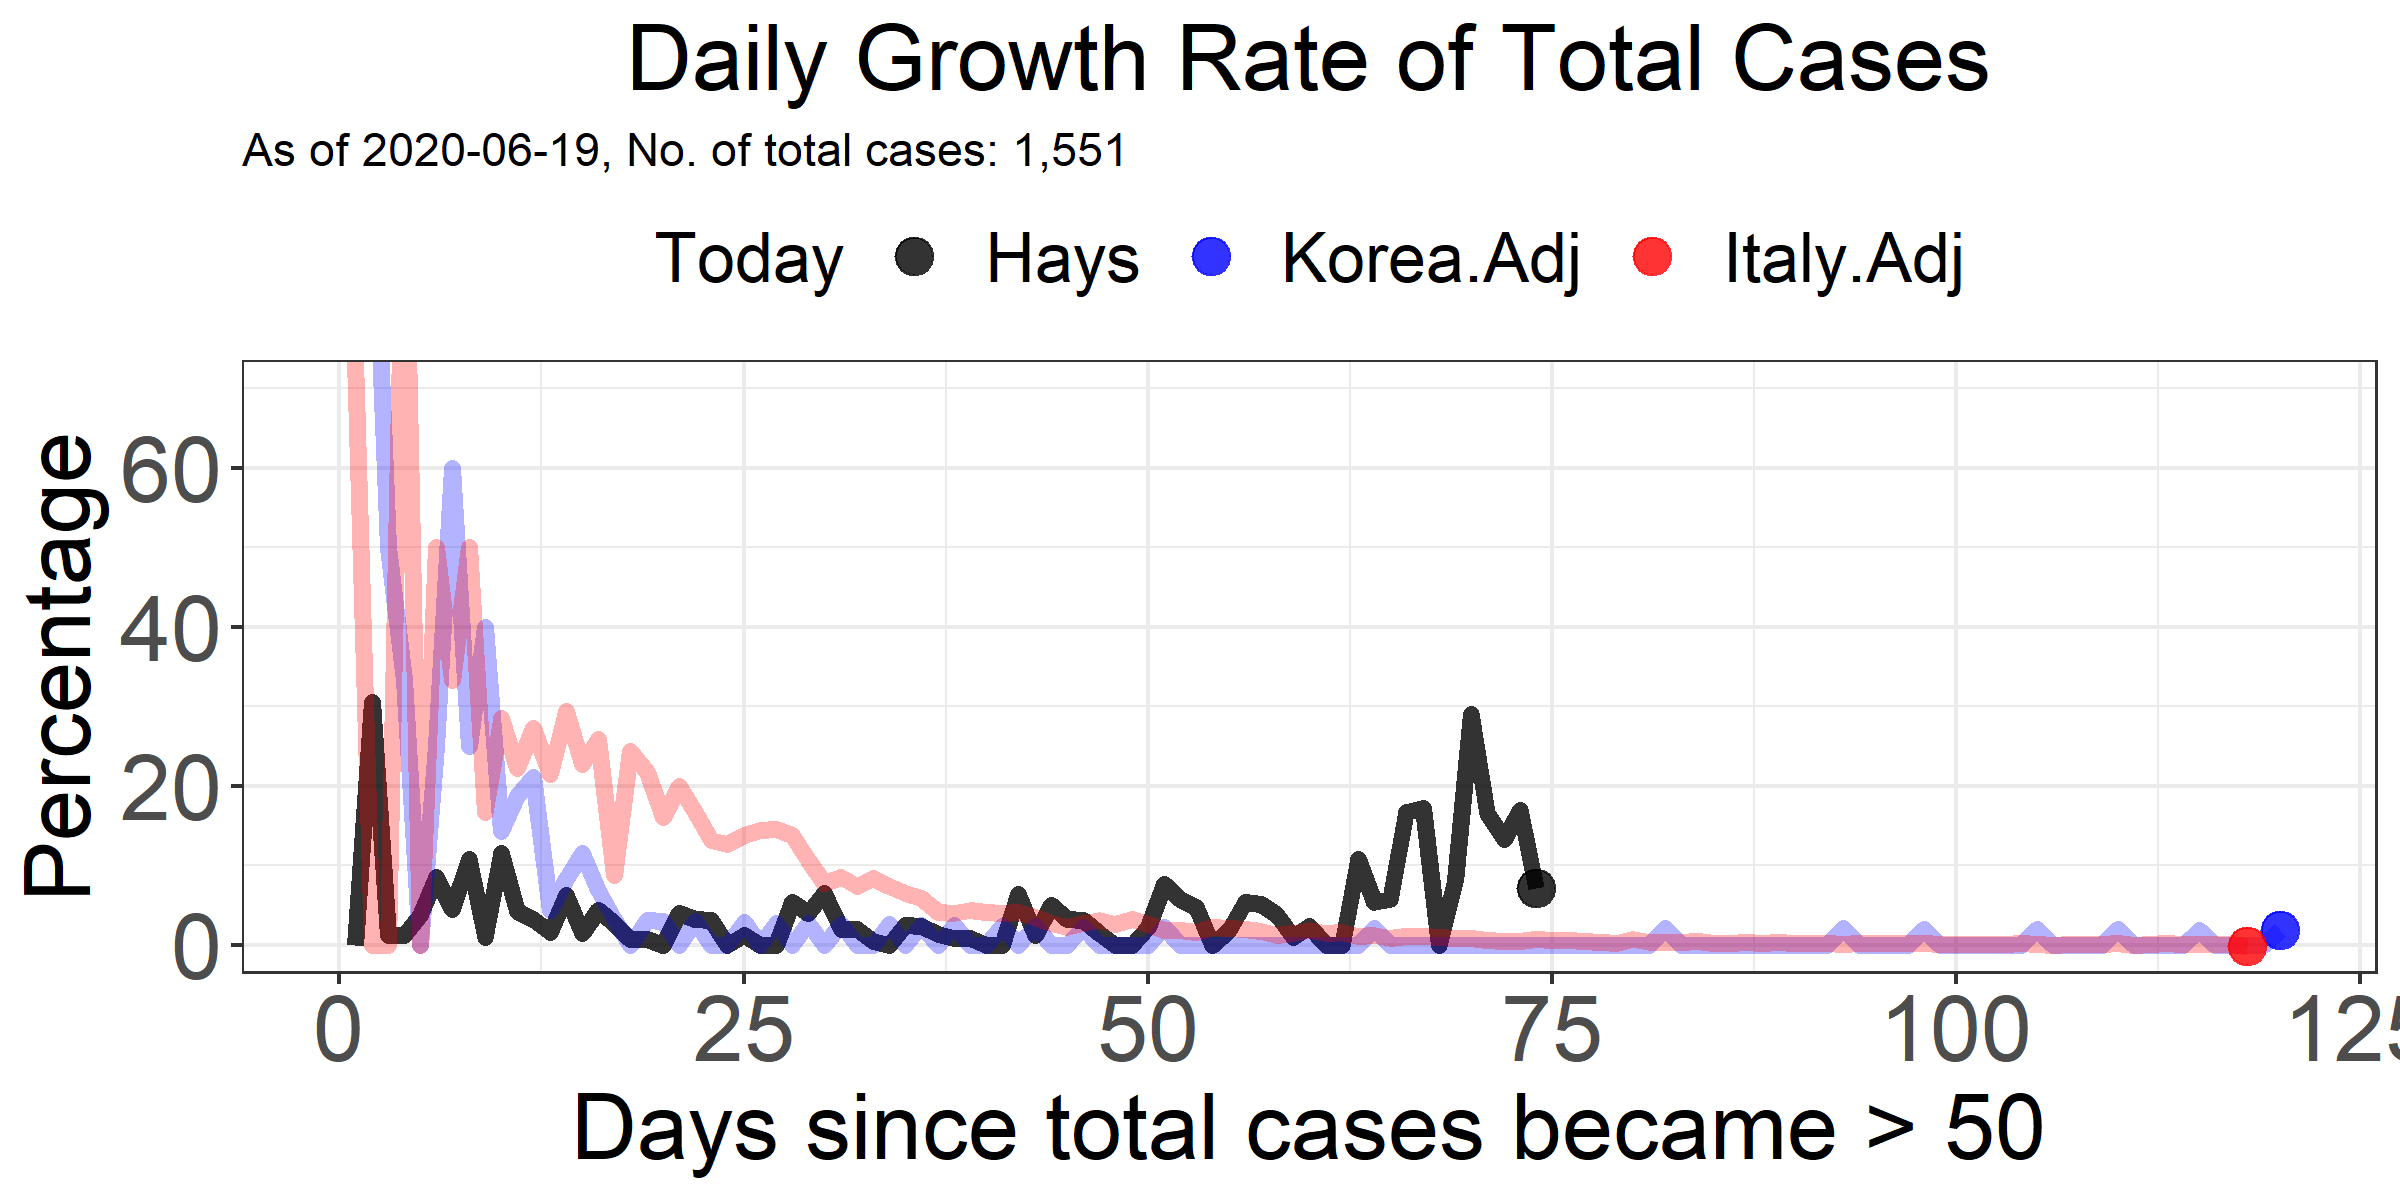 Daily Growth Rate of Total Cases
As of 2020-06-19, No. of total cases: 1,551
Today Hays Korea.Adj Italy.Adj
Percentage
60
40
20
0
0 25 50 75 100 125
Days since total cases became > 50